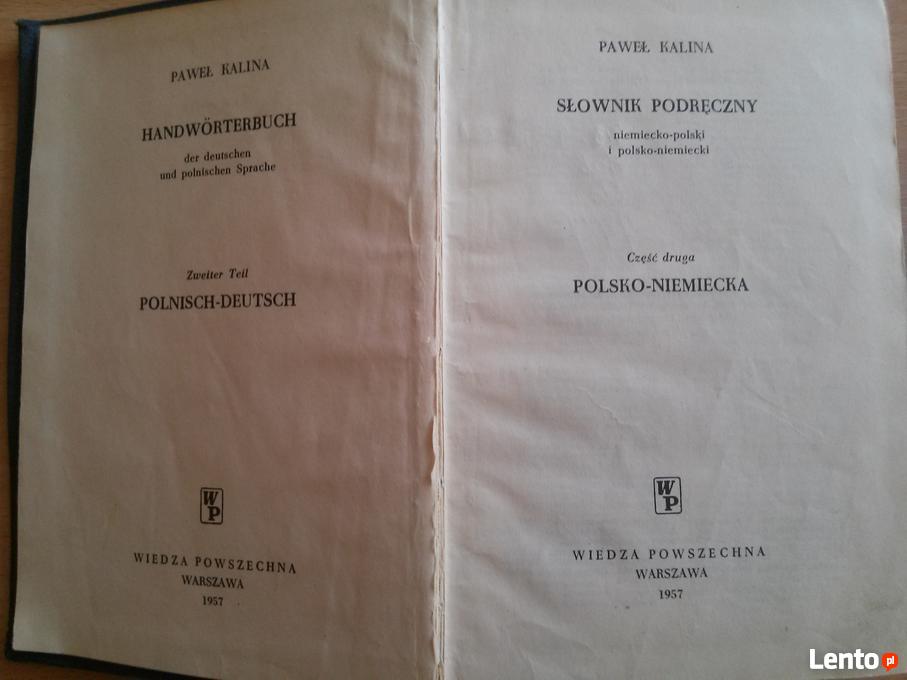 PAWEŁ KALINA
HANDWÖRTERBUCH
der deutschen
und polnischen Sprache
Zweiter Teil
POLNISCH-DEUTSCH
WP
WIEDZA POWSZECHNA
WARSZAWA
1957
PAWEŁ KALINA
SŁOWNIK PODRĘCZNY
niemiecko-polski
i polsko-niemiecki
Część druga
POLSKO-NIEMIECKA
WP
WIEDZA POWSZECHNA
WARSZAWA
1957
Lento pl